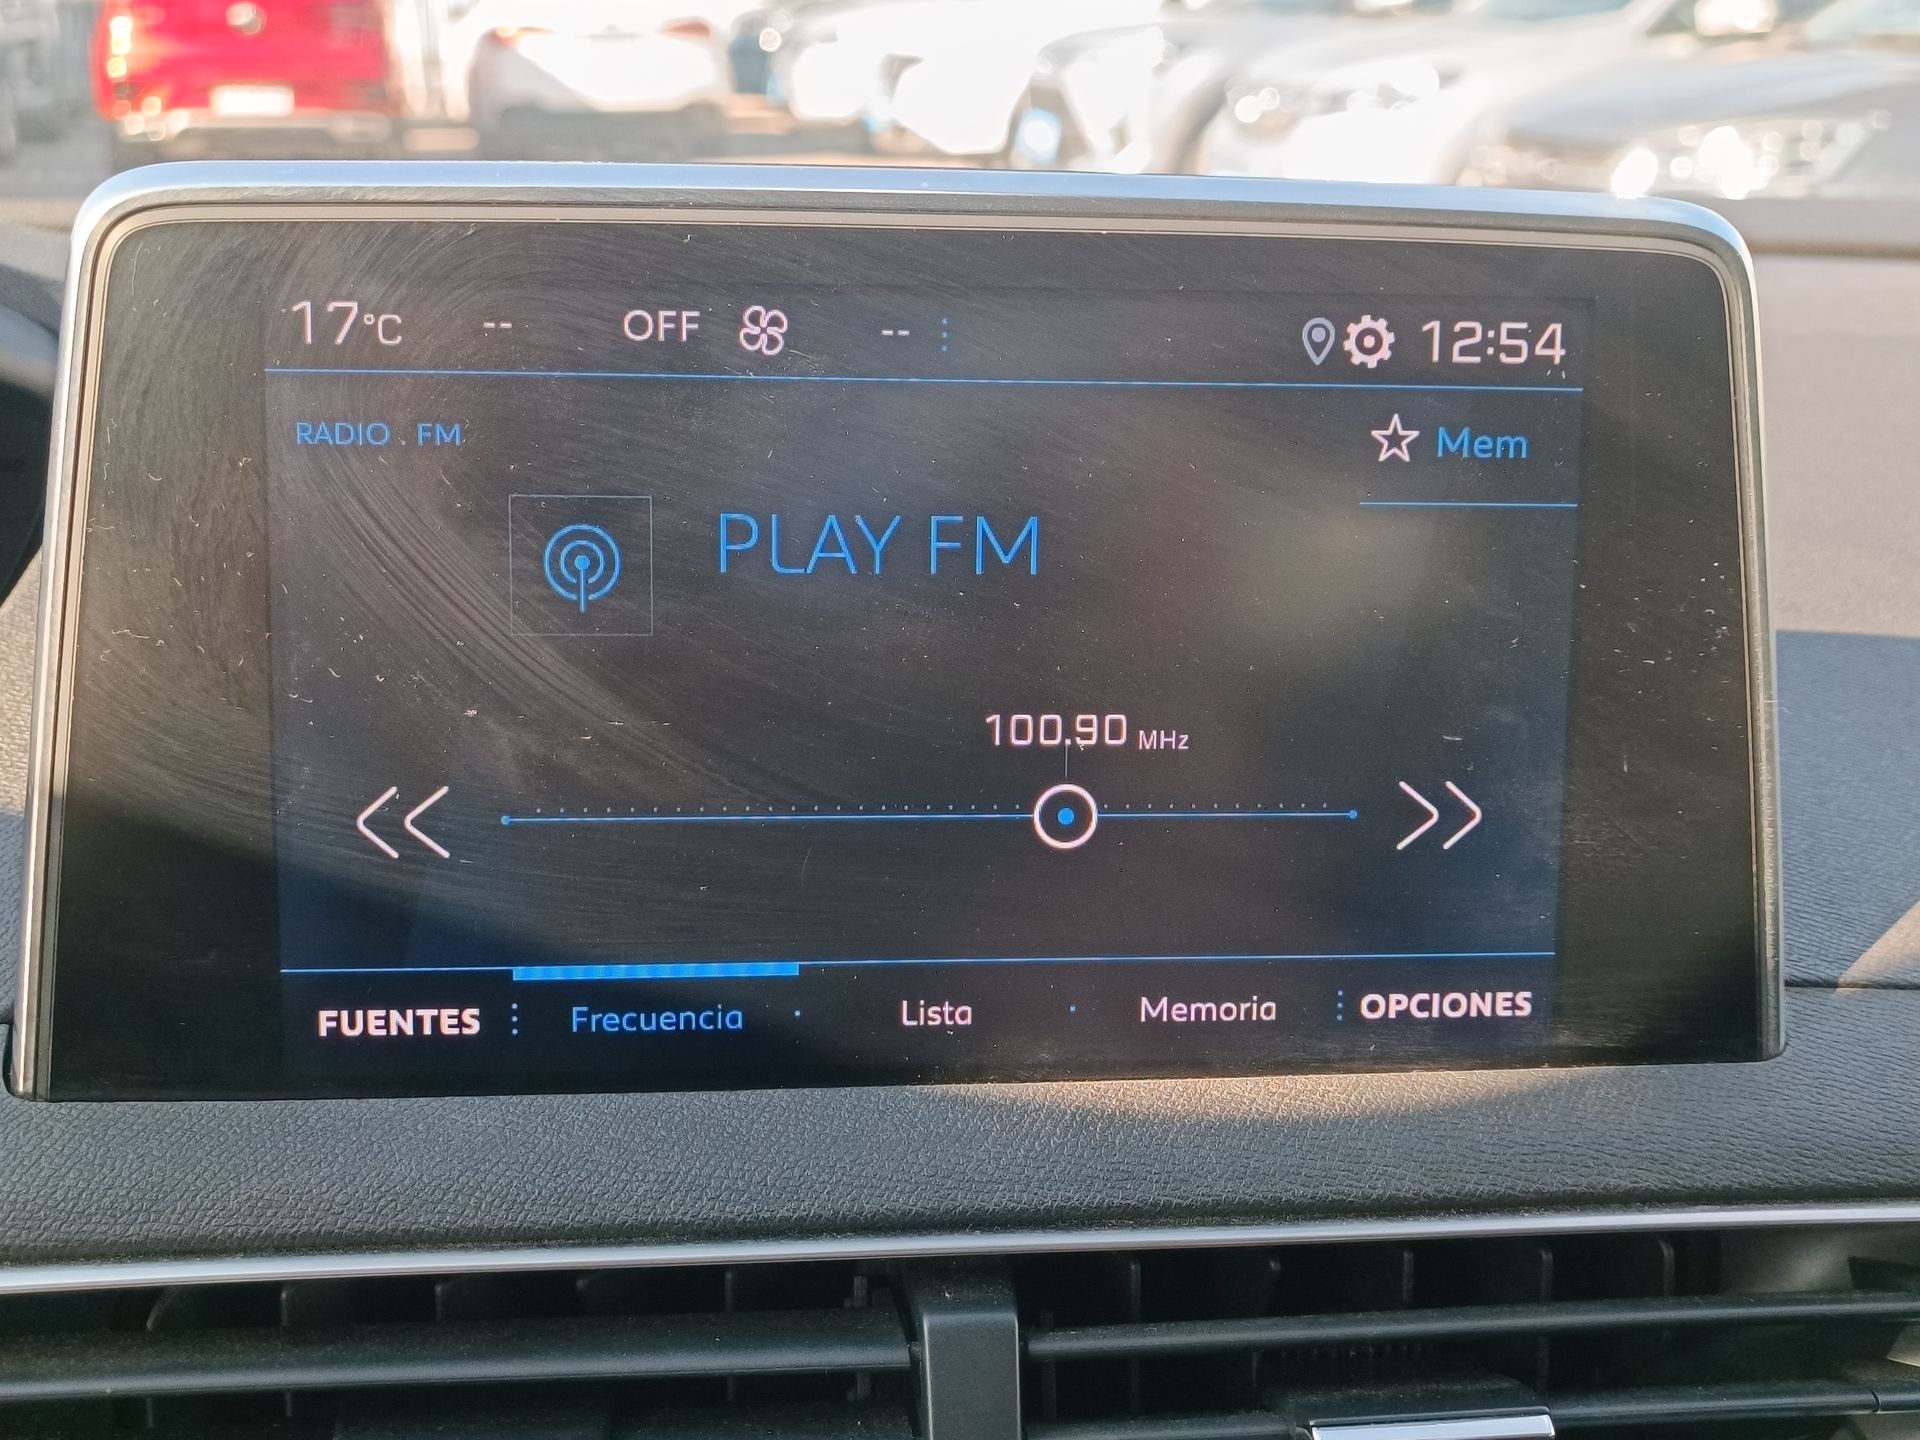 17°C -- OFF -- 12:54
RADIO . FM
Mem
PLAY FM
100.90 MHz
FUENTES Frecuencia Lista Memoria OPCIONES